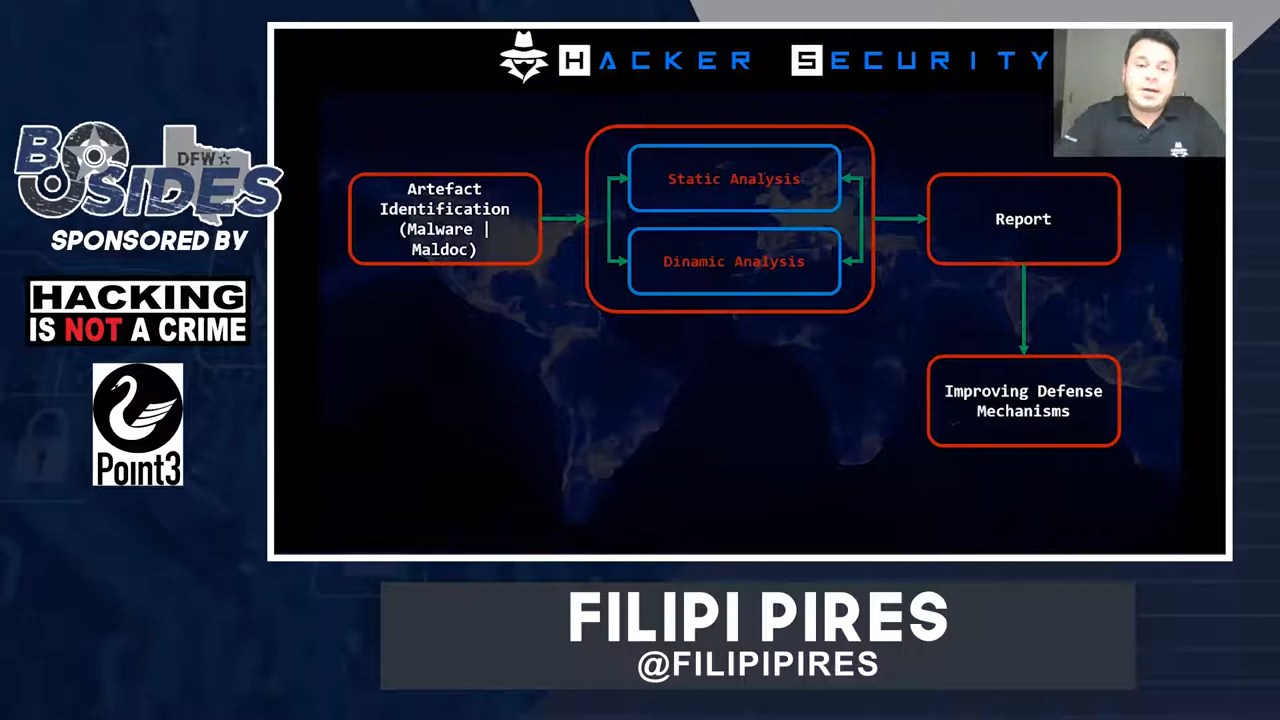 HACKER SECURITY
BSIDES
DFW
SPONSORED BY
HACKING
IS NOT A CRIME
Point3
Artefact
Identification
(Malware |
Maldoc)
Static Analysis
Dinamic Analysis
Report
Improving Defense
Mechanisms
FILIPI PIRES
@FILIPIPIRES